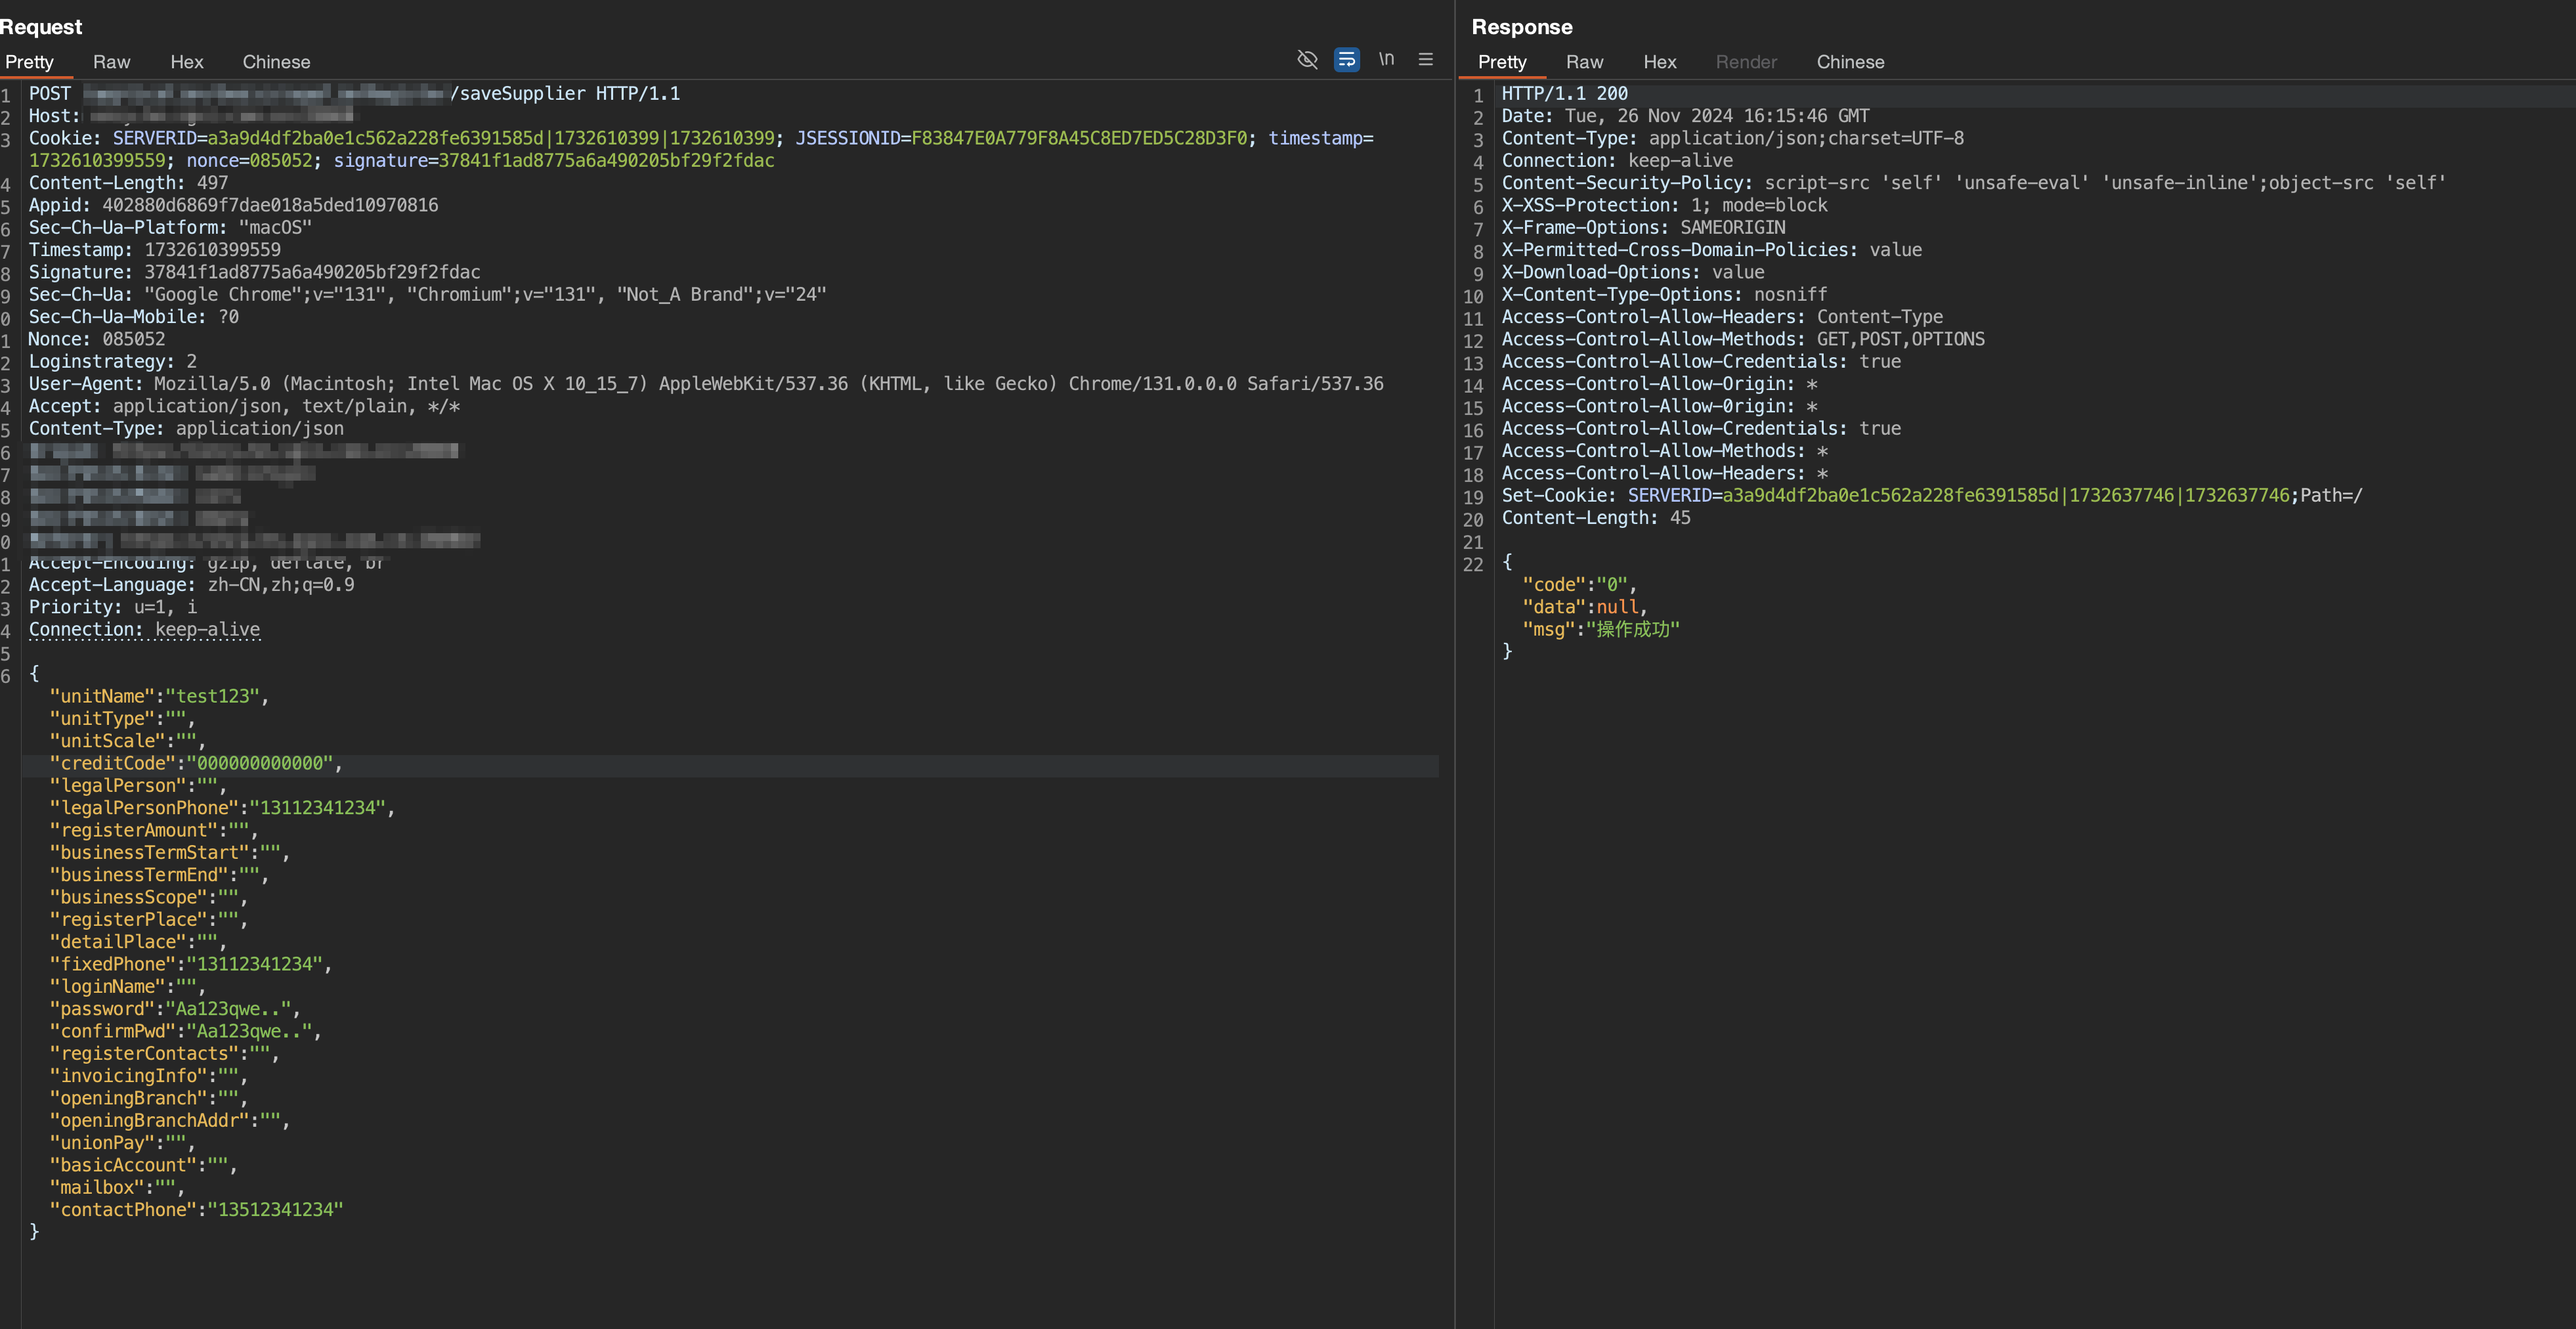 Request
Pretty Raw Hex Chinese \n
1 POST /saveSupplier HTTP/1.1
2 Host:
3 Cookie: SERVERID=a3a9d4df2ba0e1c562a228fe6391585d|1732610399|1732610399; JSESSIONID=F83847E0A779F8A45C8ED7ED5C28D3F0; timestamp=
1732610399559; nonce=085052; signature=37841f1ad8775a6a490205bf29f2fdac
4 Content-Length: 497
5 Appid: 402880d6869f7dae018a5ded10970816
6 Sec-Ch-Ua-Platform: "macOS"
7 Timestamp: 1732610399559
8 Signature: 37841f1ad8775a6a490205bf29f2fdac
9 Sec-Ch-Ua: "Google Chrome";v="131", "Chromium";v="131", "Not_A Brand";v="24"
0 Sec-Ch-Ua-Mobile: ?0
1 Nonce: 085052
2 Loginstrategy: 2
3 User-Agent: Mozilla/5.0 (Macintosh; Intel Mac OS X 10_15_7) AppleWebKit/537.36 (KHTML, like Gecko) Chrome/131.0.0.0 Safari/537.36
4 Accept: application/json, text/plain, */*
5 Content-Type: application/json
6
7
8
9
0
1 Accept-Encoding: gzip, deflate, br
2 Accept-Language: zh-CN,zh;q=0.9
3 Priority: u=1, i
4 Connection: keep-alive
5
6 {
"unitName":"test123",
"unitType":"",
"unitScale":"",
"creditCode":"000000000000",
"legalPerson":"",
"legalPersonPhone":"13112341234",
"registerAmount":"",
"businessTermStart":"",
"businessTermEnd":"",
"businessScope":"",
"registerPlace":"",
"detailPlace":"",
"fixedPhone":"13112341234",
"loginName":"",
"password":"Aa123qwe..",
"confirmPwd":"Aa123qwe..",
"registerContacts":"",
"invoicingInfo":"",
"openingBranch":"",
"openingBranchAddr":"",
"unionPay":"",
"basicAccount":"",
"mailbox":"",
"contactPhone":"13512341234"
}
Response
Pretty Raw Hex Render Chinese
1 HTTP/1.1 200
2 Date: Tue, 26 Nov 2024 16:15:46 GMT
3 Content-Type: application/json;charset=UTF-8
4 Connection: keep-alive
5 Content-Security-Policy: script-src 'self' 'unsafe-eval' 'unsafe-inline';object-src 'self'
6 X-XSS-Protection: 1; mode=block
7 X-Frame-Options: SAMEORIGIN
8 X-Permitted-Cross-Domain-Policies: value
9 X-Download-Options: value
10 X-Content-Type-Options: nosniff
11 Access-Control-Allow-Headers: Content-Type
12 Access-Control-Allow-Methods: GET,POST,OPTIONS
13 Access-Control-Allow-Credentials: true
14 Access-Control-Allow-Origin: *
15 Access-Control-Allow-0rigin: *
16 Access-Control-Allow-Credentials: true
17 Access-Control-Allow-Methods: *
18 Access-Control-Allow-Headers: *
19 Set-Cookie: SERVERID=a3a9d4df2ba0e1c562a228fe6391585d|1732637746|1732637746;Path=/
20 Content-Length: 45
21
22 {
"code":"0",
"data":null,
"msg":"操作成功"
}